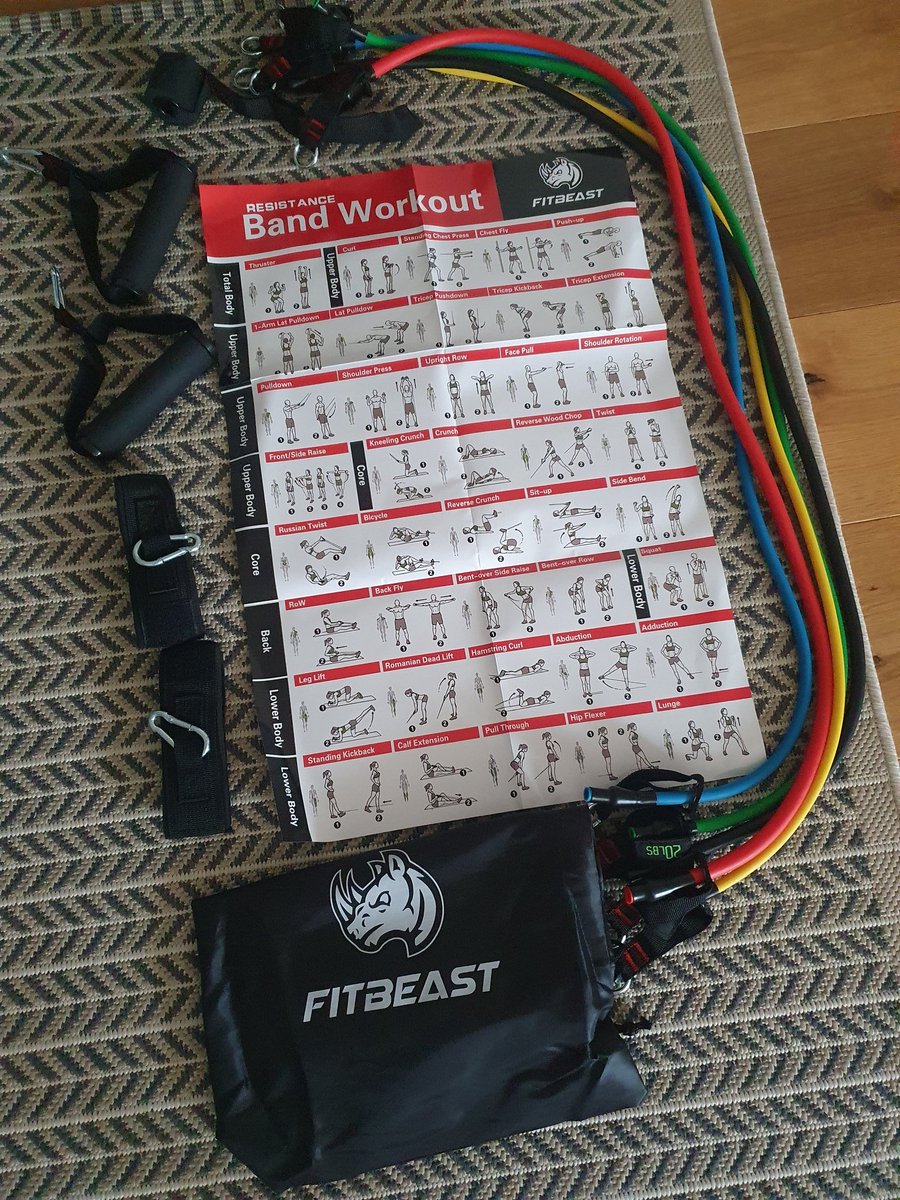 RESISTANCE
Band Workout
FITBEAST
Total Body
Thruster
Upper Body
Curl
Standing Chest Press
Chest Fly
Push-up
Upper Body
1-Arm Lat Pulldown
Lat Pulldow
Tricep Pushdown
Tricep Kickback
Tricep Extension
Upper Body
Pulldown
Shoulder Press
Upright Row
Face Pull
Shoulder Rotation
Upper Body
Front/Side Raise
Core
Kneeling Crunch
Crunch
Reverse Wood Chop
Twist
Core
Russian Twist
Bicycle
Reverse Crunch
Sit-up
Side Bend
Back
RoW
Back Fly
Bent-over Side Raise
Bent-over Row
Lower Body
Squat
Lower Body
Leg Lift
Romanian Dead Lift
Hamstring Curl
Abduction
Adduction
Lower Body
Standing Kickback
Calf Extension
Pull Through
Hip Flexer
Lunge
20LBS
FITBEAST